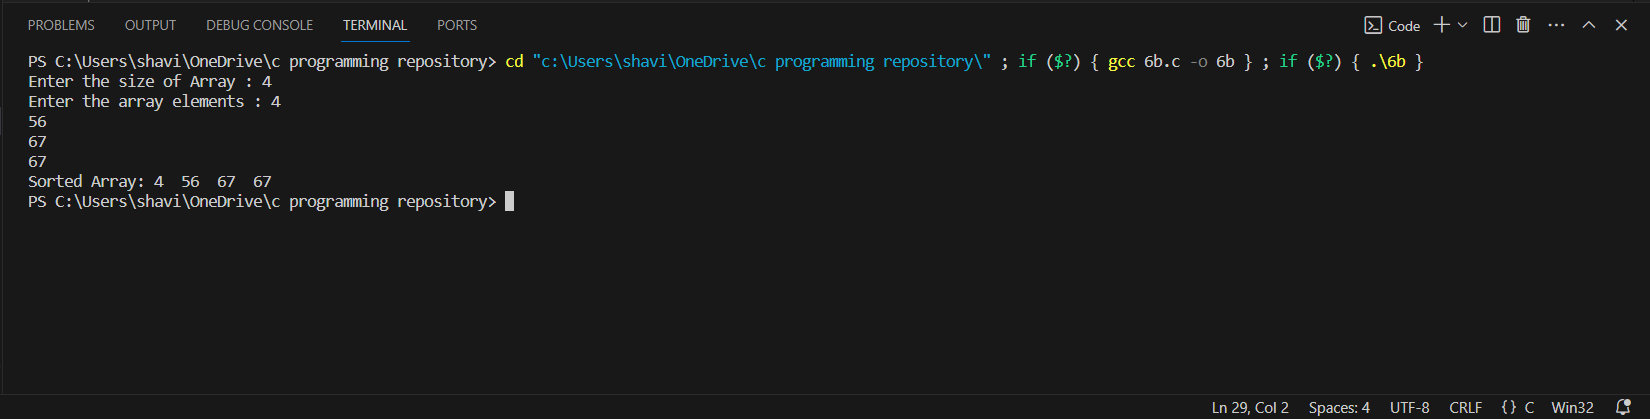 PROBLEMS OUTPUT DEBUG CONSOLE TERMINAL PORTS Code
PS C:\Users\shavi\OneDrive\c programming repository> cd "c:\Users\shavi\OneDrive\c programming repository\" ; if ($?) { gcc 6b.c -o 6b } ; if ($?) { .\6b }
Enter the size of Array : 4
Enter the array elements : 4
56
67
67
Sorted Array: 4  56  67  67
PS C:\Users\shavi\OneDrive\c programming repository>
Ln 29, Col 2 Spaces: 4 UTF-8 CRLF {} C Win32